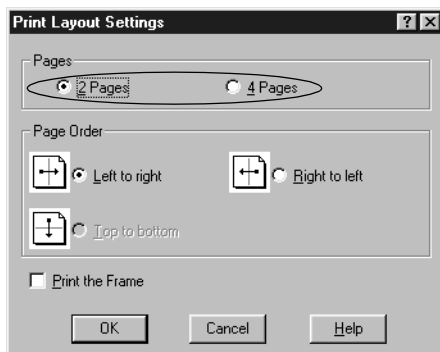 Print Layout Settings
Pages
2 Pages 4 Pages
Page Order
Left to right Right to left
Top to bottom
Print the Frame
OK Cancel Help